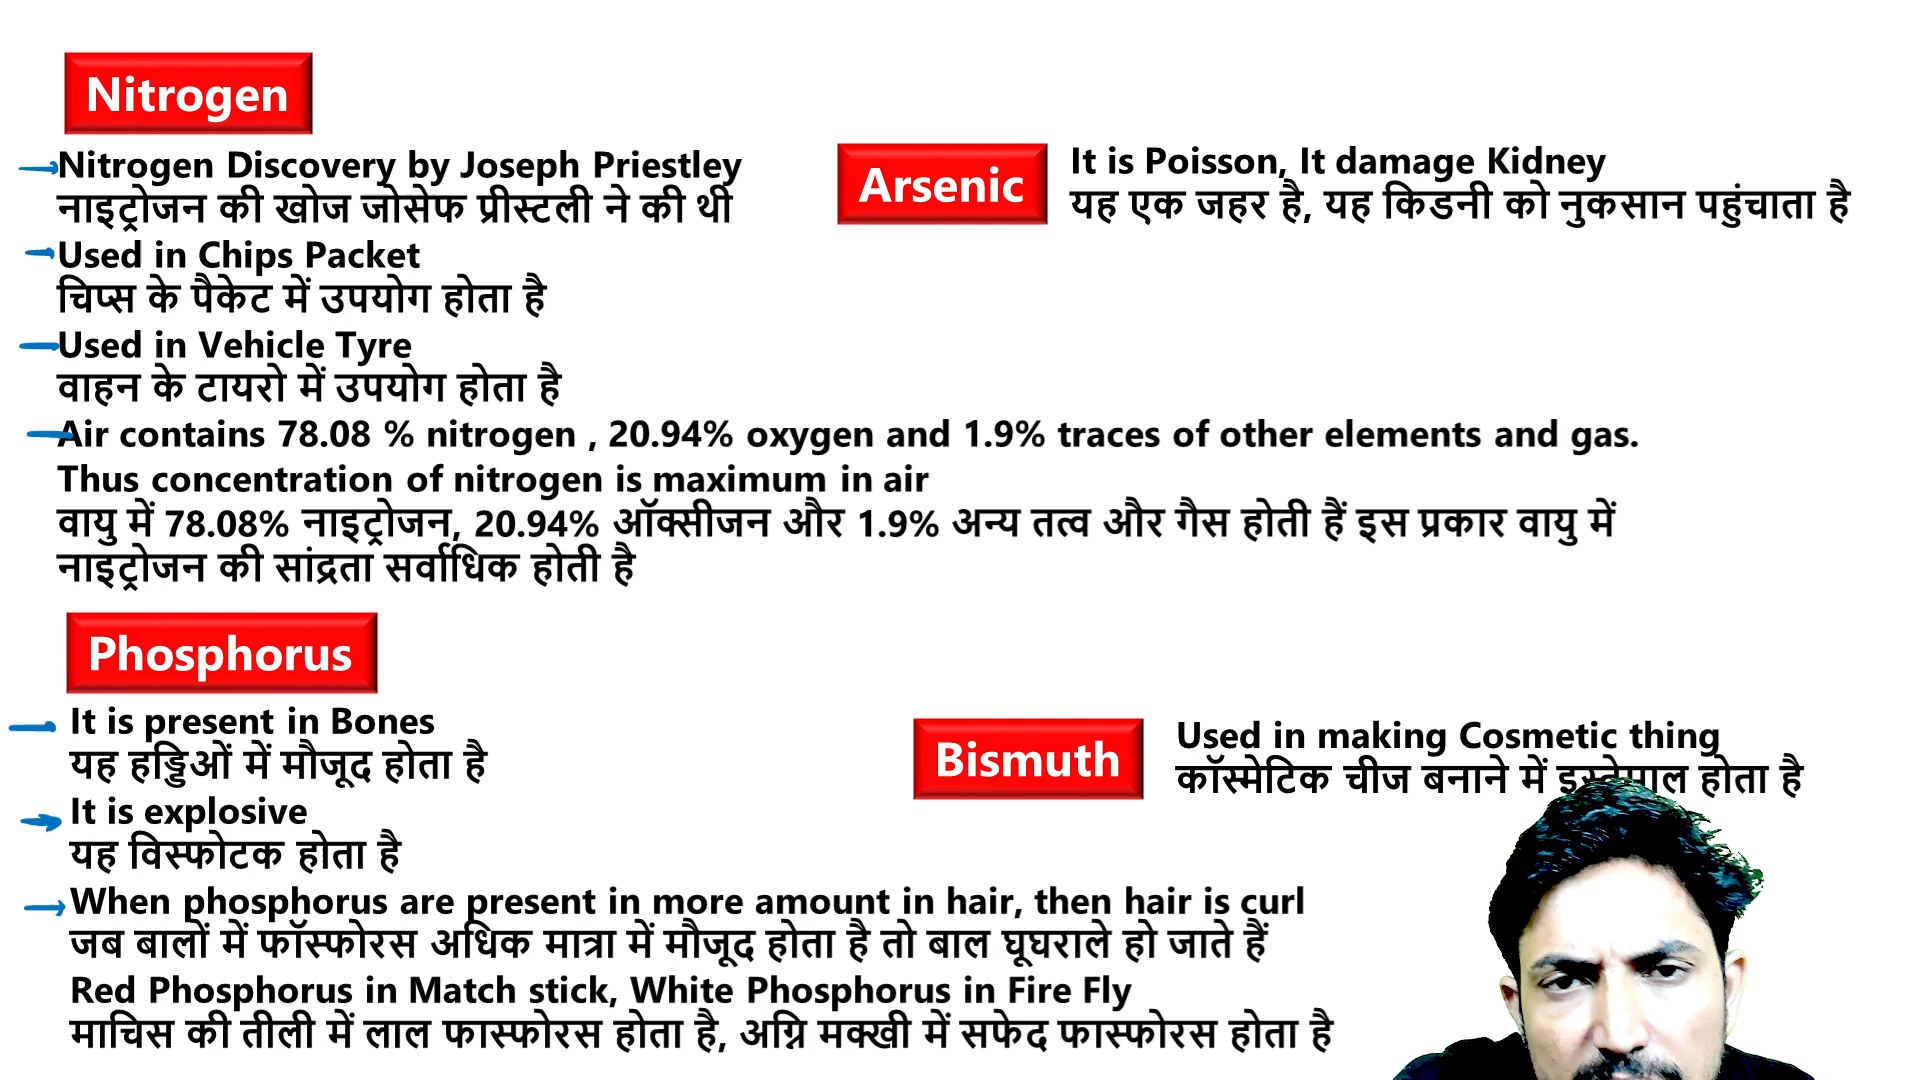 Nitrogen
Nitrogen Discovery by Joseph Priestley
नाइट्रोजन की खोज जोसेफ प्रीस्टली ने की थी
Used in Chips Packet
चिप्स के पैकेट में उपयोग होता है
Used in Vehicle Tyre
वाहन के टायरो में उपयोग होता है
Air contains 78.08 % nitrogen , 20.94% oxygen and 1.9% traces of other elements and gas.
Thus concentration of nitrogen is maximum in air
वायु में 78.08% नाइट्रोजन, 20.94% ऑक्सीजन और 1.9% अन्य तत्व और गैस होती हैं इस प्रकार वायु में
नाइट्रोजन की सांद्रता सर्वाधिक होती है
Arsenic
It is Poisson, It damage Kidney
यह एक जहर है, यह किडनी को नुकसान पहुंचाता है
Phosphorus
It is present in Bones
यह हड्डिओं में मौजूद होता है
It is explosive
यह विस्फोटक होता है
When phosphorus are present in more amount in hair, then hair is curl
जब बालों में फॉस्फोरस अधिक मात्रा में मौजूद होता है तो बाल घूघराले हो जाते हैं
Red Phosphorus in Match stick, White Phosphorus in Fire Fly
माचिस की तीली में लाल फास्फोरस होता है, अग्नि मक्खी में सफेद फास्फोरस होता है
Bismuth
Used in making Cosmetic thing
कॉस्मेटिक चीज बनाने में इस्तेमाल होता है